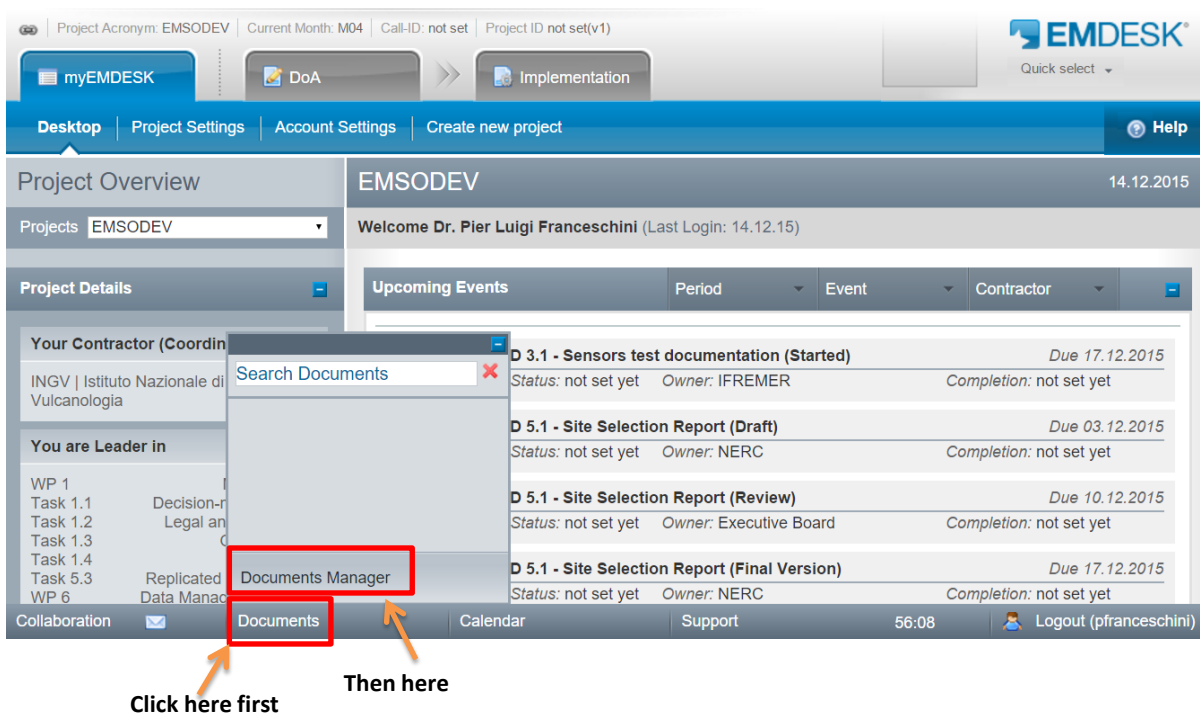 Project Acronym: EMSODEV Current Month: M04 Call-ID: not set Project ID not set(v1)
EMDESK
Quick select
myEMDESK DoA Implementation
Desktop Project Settings Account Settings Create new project Help
Project Overview EMSODEV 14.12.2015
Projects EMSODEV Welcome Dr. Pier Luigi Franceschini (Last Login: 14.12.15)
Project Details Upcoming Events Period Event Contractor
Your Contractor (Coordin
INGV | Istituto Nazionale di
Vulcanologia
You are Leader in
WP 1
Task 1.1 Decision-r
Task 1.2 Legal an
Task 1.3
Task 1.4
Task 5.3 Replicated
WP 6 Data Manac
Search Documents
Documents Manager
D 3.1 - Sensors test documentation (Started) Due 17.12.2015
Status: not set yet Owner: IFREMER Completion: not set yet
D 5.1 - Site Selection Report (Draft) Due 03.12.2015
Status: not set yet Owner: NERC Completion: not set yet
D 5.1 - Site Selection Report (Review) Due 10.12.2015
Status: not set yet Owner: Executive Board Completion: not set yet
D 5.1 - Site Selection Report (Final Version) Due 17.12.2015
Status: not set yet Owner: NERC Completion: not set yet
Collaboration Documents Calendar Support 56:08 Logout (pfranceschini)
Then here
Click here first